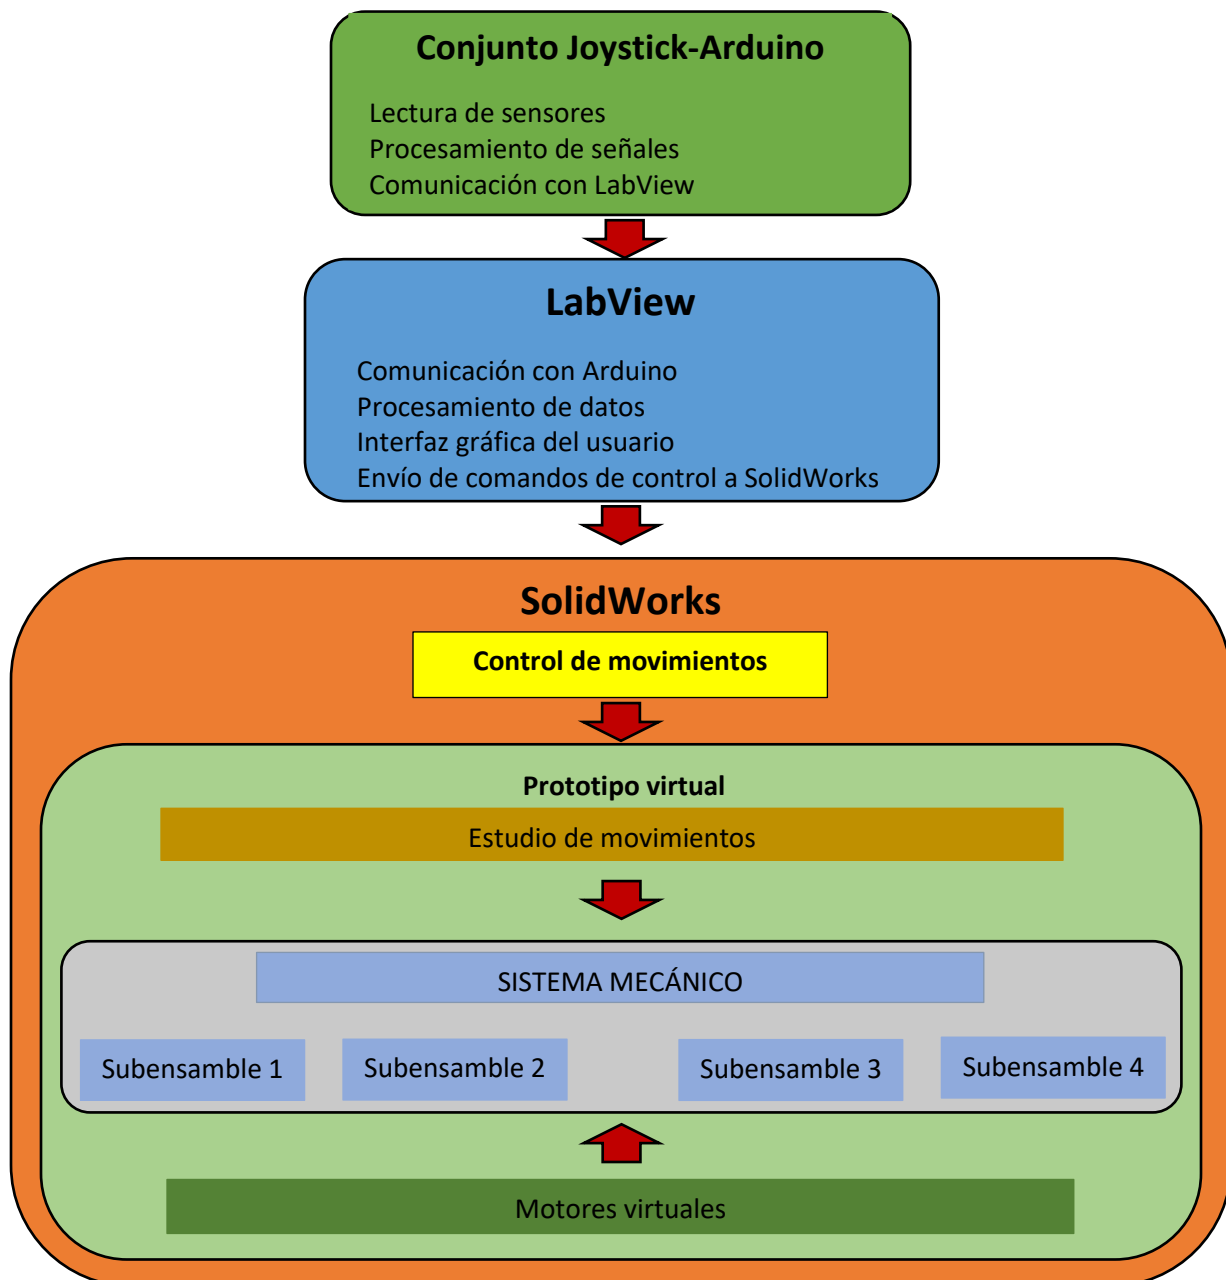 Conjunto Joystick-Arduino
Lectura de sensores
Procesamiento de señales
Comunicación con LabView
LabView
Comunicación con Arduino
Procesamiento de datos
Interfaz gráfica del usuario
Envío de comandos de control a SolidWorks
SolidWorks
Control de movimientos
Prototipo virtual
Estudio de movimientos
SISTEMA MECÁNICO
Subensamble 1
Subensamble 2
Subensamble 3
Subensamble 4
Motores virtuales